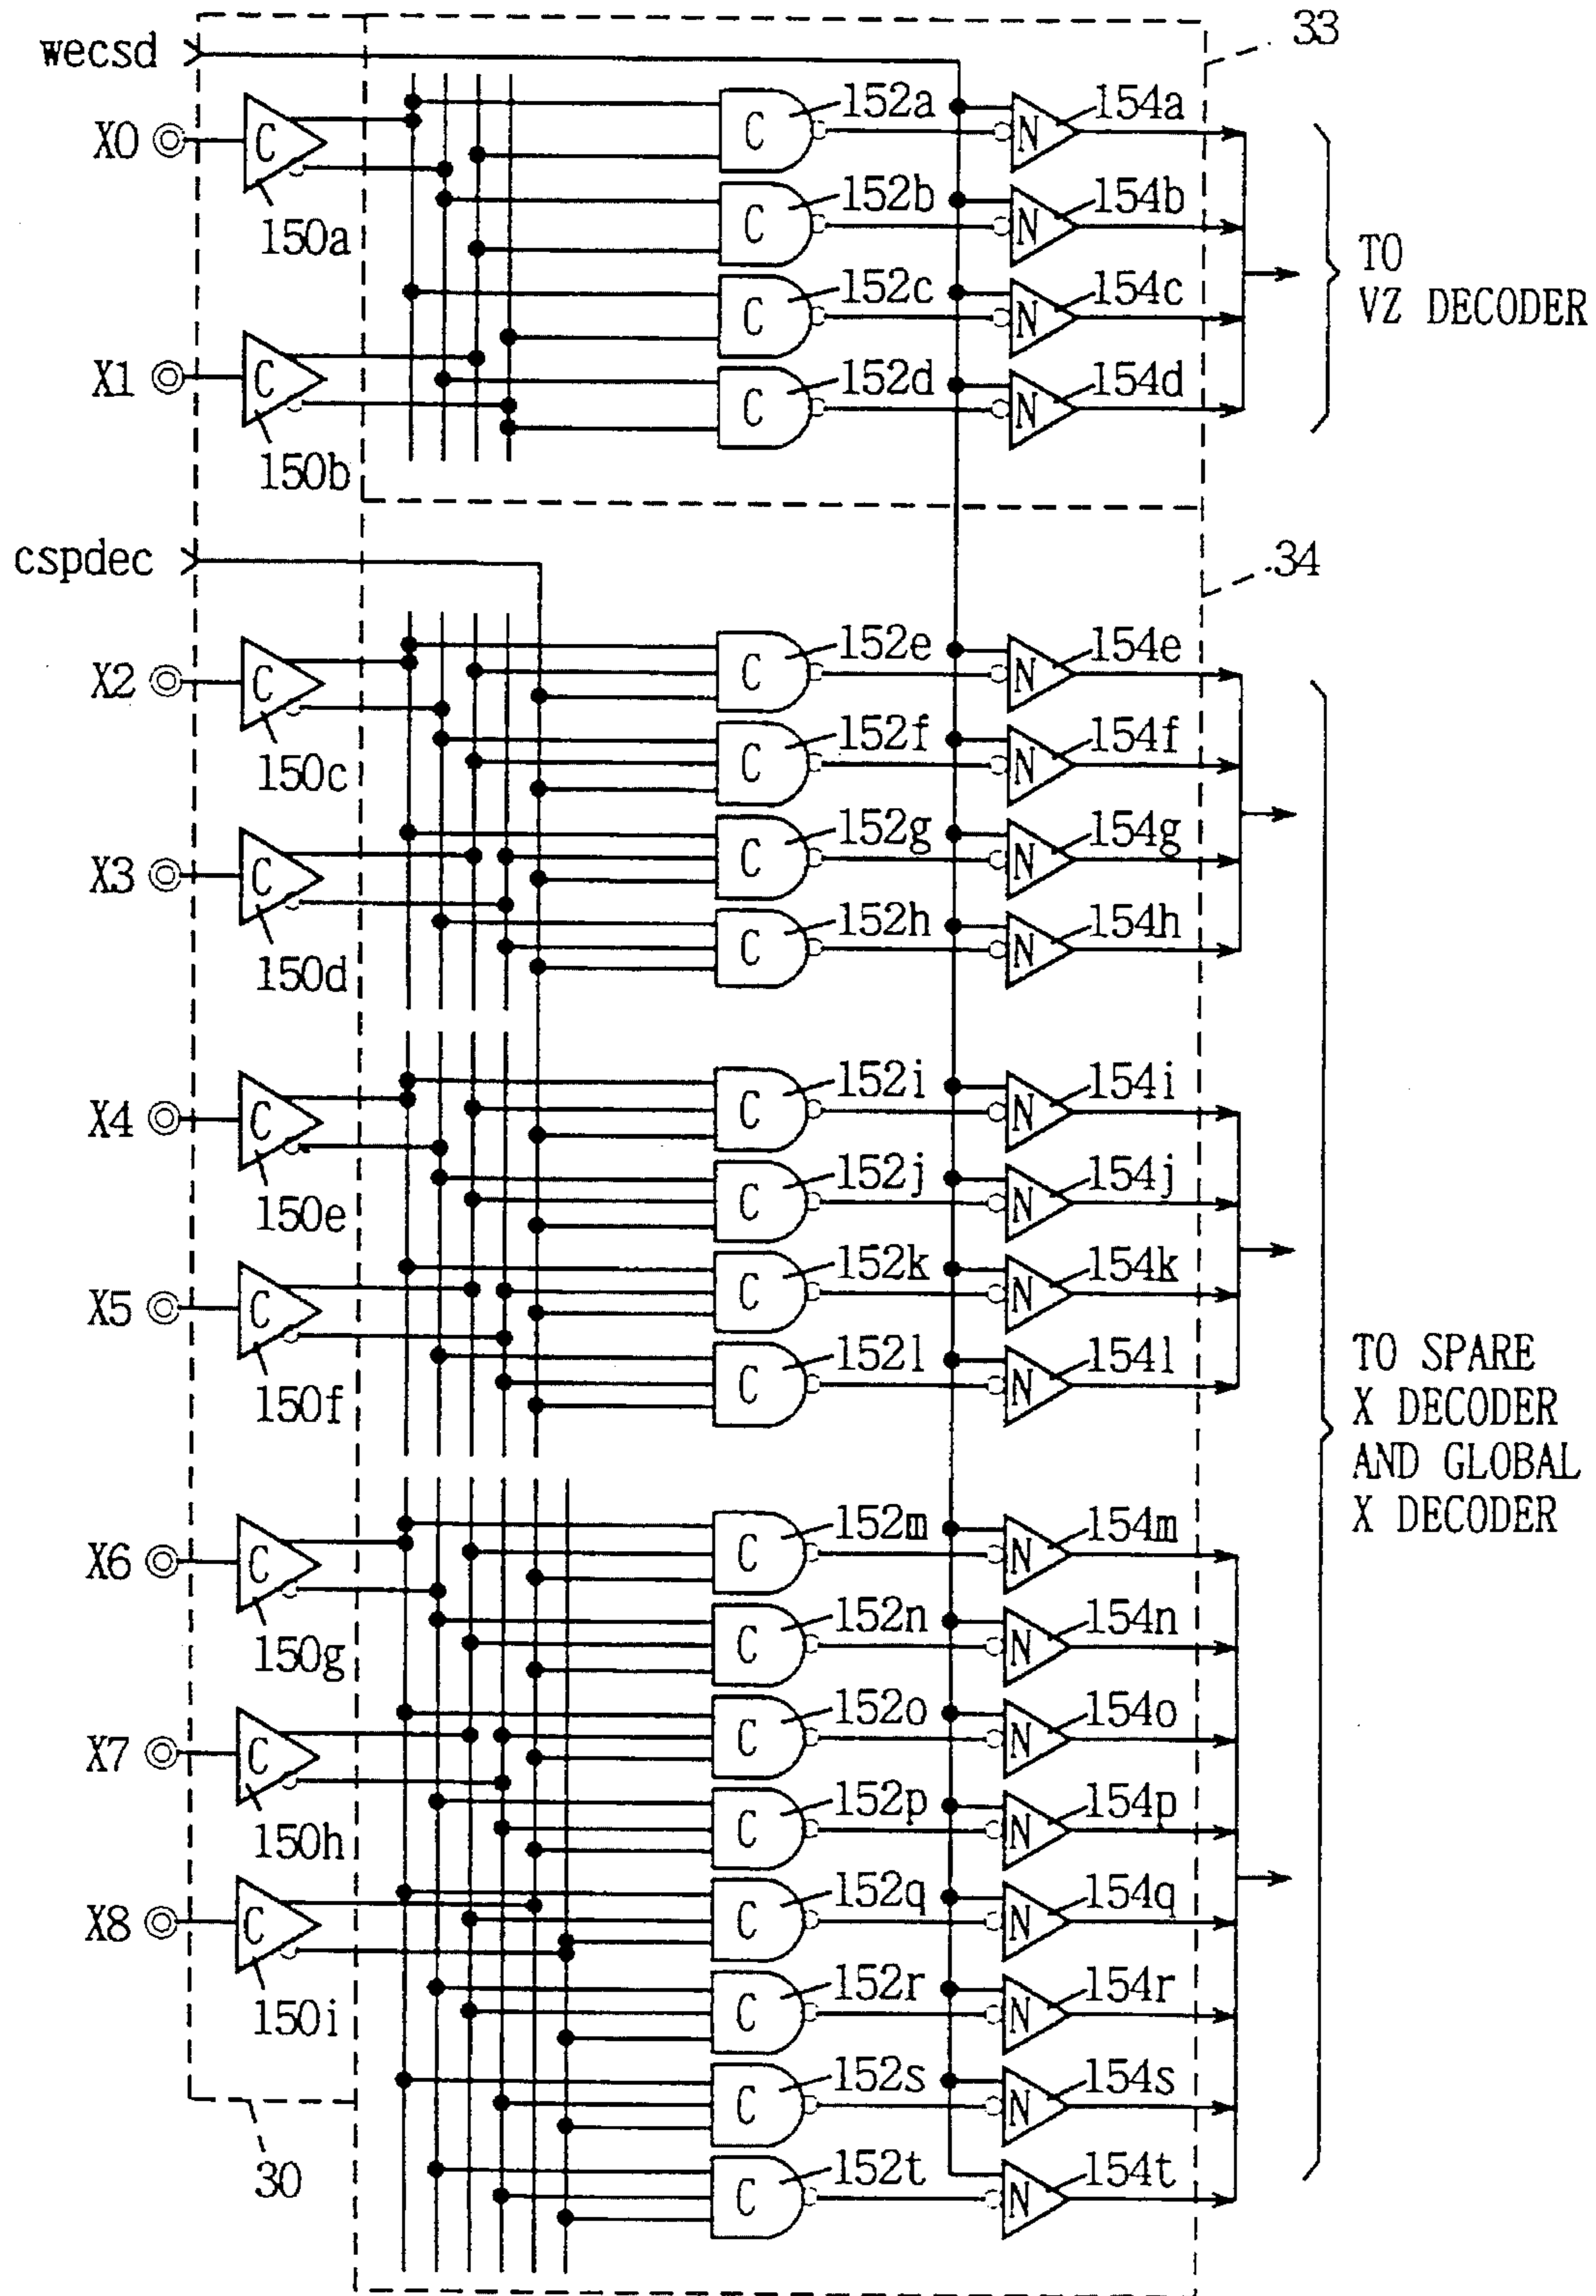 wecsd
33
X0
C
150a
C
152a
N
154a
C
152b
N
154b
C
152c
N
154c
TO
VZ DECODER
X1
C
150b
C
152d
N
154d
cspdec
34
X2
C
150c
C
152e
N
154e
C
152f
N
154f
X3
C
150d
C
152g
N
154g
C
152h
N
154h
X4
C
150e
C
152i
N
154i
C
152j
N
154j
X5
C
150f
C
152k
N
154k
C
152l
N
154l
TO SPARE
X DECODER
AND GLOBAL
X DECODER
X6
C
150g
C
152m
N
154m
C
152n
N
154n
X7
C
150h
C
152o
N
154o
C
152p
N
154p
X8
C
150i
C
152q
N
154q
C
152r
N
154r
C
152s
N
154s
30
C
152t
N
154t